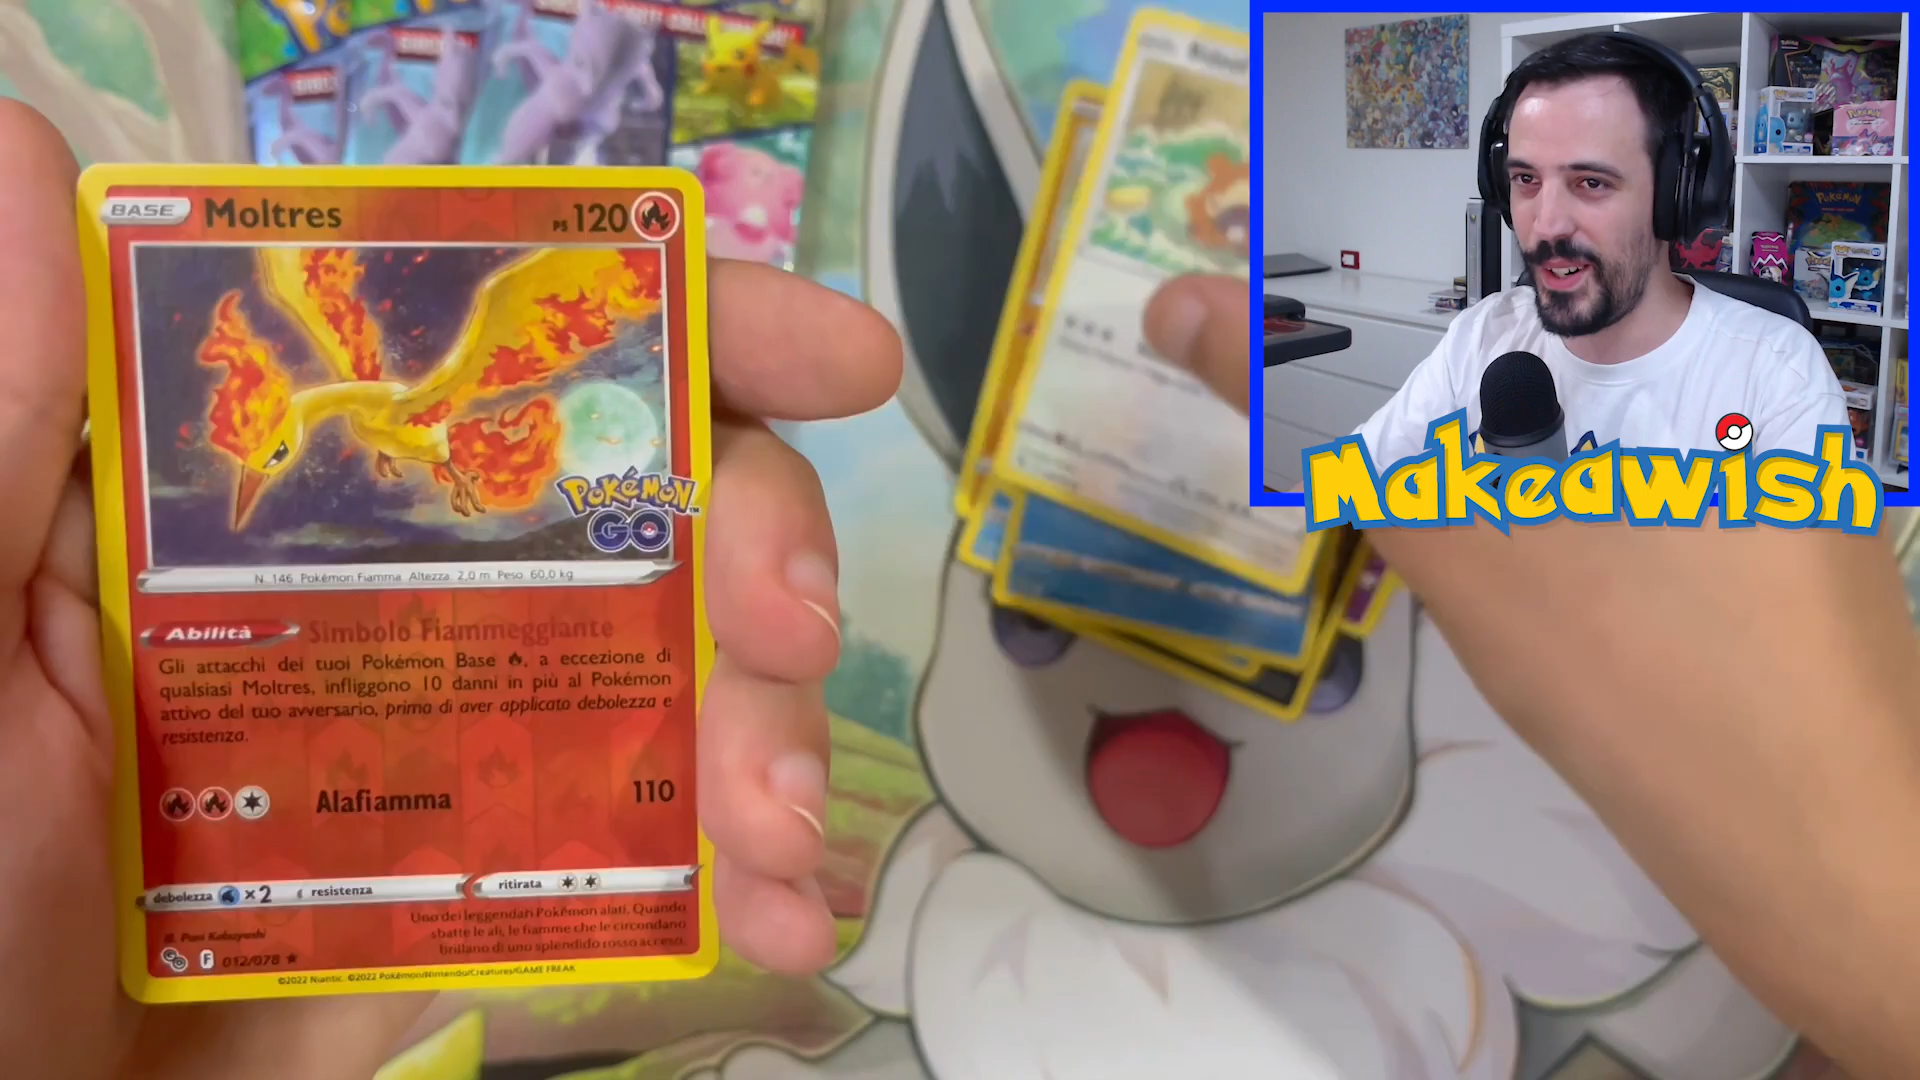 BASE Moltres PS 120
POKÉMON
GO
N. 146 Pokémon Fiamma Altezza 2,0 m Peso 60,0 kg
Abilità Simbolo Fiammeggiante
Gli attacchi dei tuoi Pokémon Base , a eccezione di
qualsiasi Moltres, infliggono 10 danni in più al Pokémon
attivo del tuo avversario, prima di aver applicato debolezza e
resistenza.
Alafiamma 110
debolezza ×2 resistenza ritirata
Uno dei leggendari Pokémon alati. Quando
sbatte le ali, le fiamme che le circondano
brillano di uno splendido rosso acceso.
Ill. Pani Kobayashi
F 012/078
©2022 Niantic. ©2022 Pokémon/Nintendo/Creatures/GAME FREAK
Makeawish